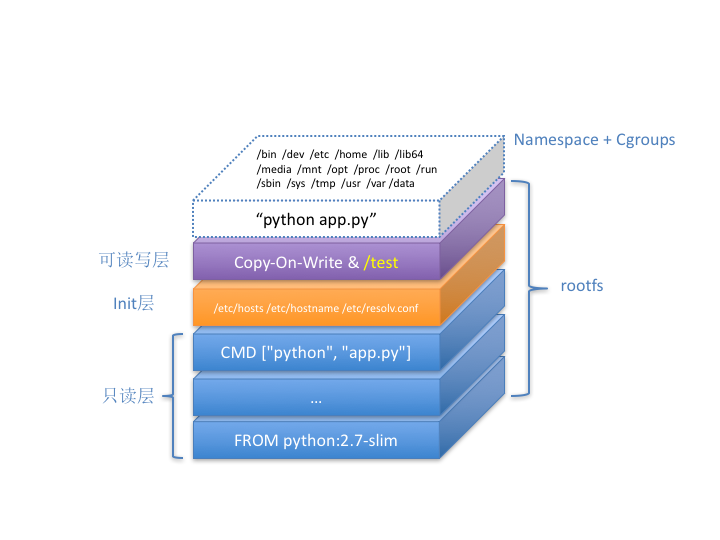 Namespace + Cgroups
/bin /dev /etc /home /lib /lib64
/media /mnt /opt /proc /root /run
/sbin /sys /tmp /usr /var /data
“python app.py”
可读写层
Copy-On-Write & /test
rootfs
Init层
/etc/hosts /etc/hostname /etc/resolv.conf
CMD ["python", "app.py"]
只读层
...
FROM python:2.7-slim